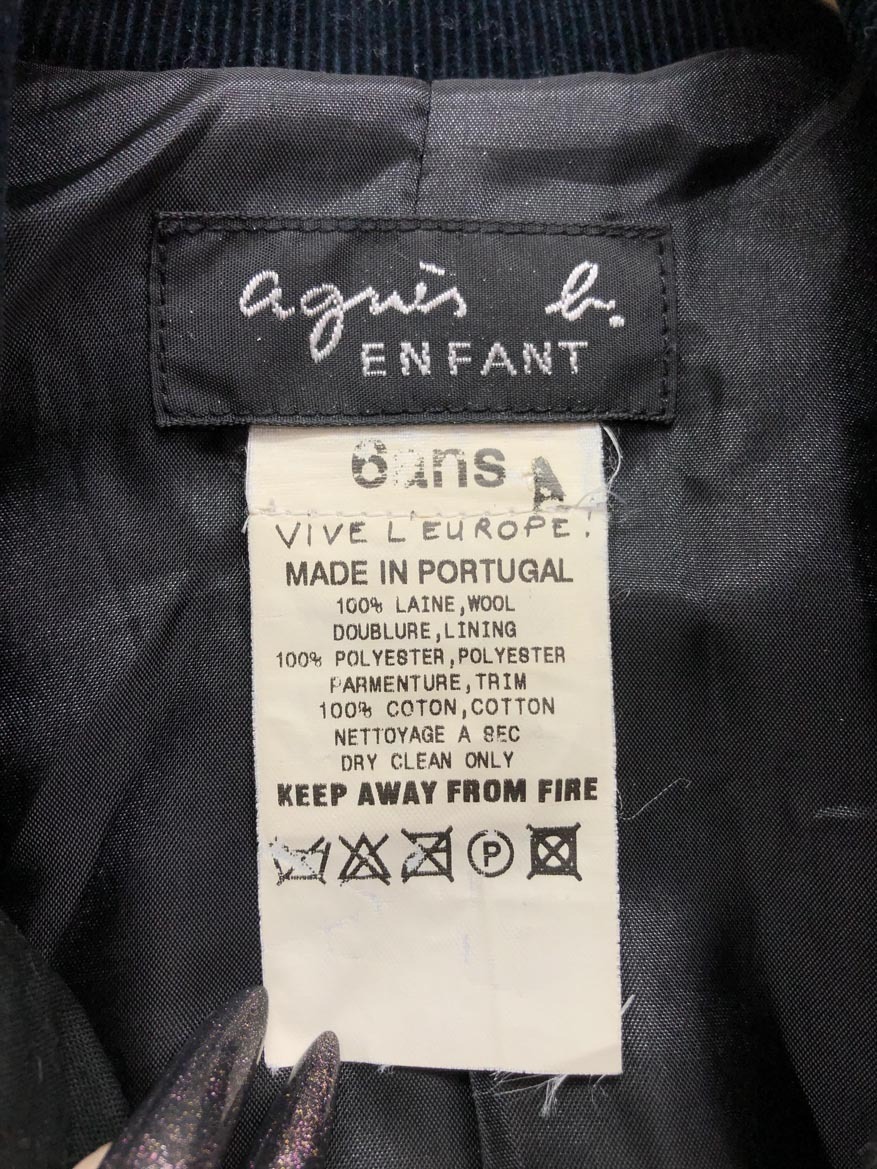 agnès b.
ENFANT
6ans A
VIVE L'EUROPE!
MADE IN PORTUGAL
100% LAINE,WOOL
DOUBLURE,LINING
100% POLYESTER,POLYESTER
PARMENTURE,TRIM
100% COTON,COTTON
NETTOYAGE A SEC
DRY CLEAN ONLY
KEEP AWAY FROM FIRE
P